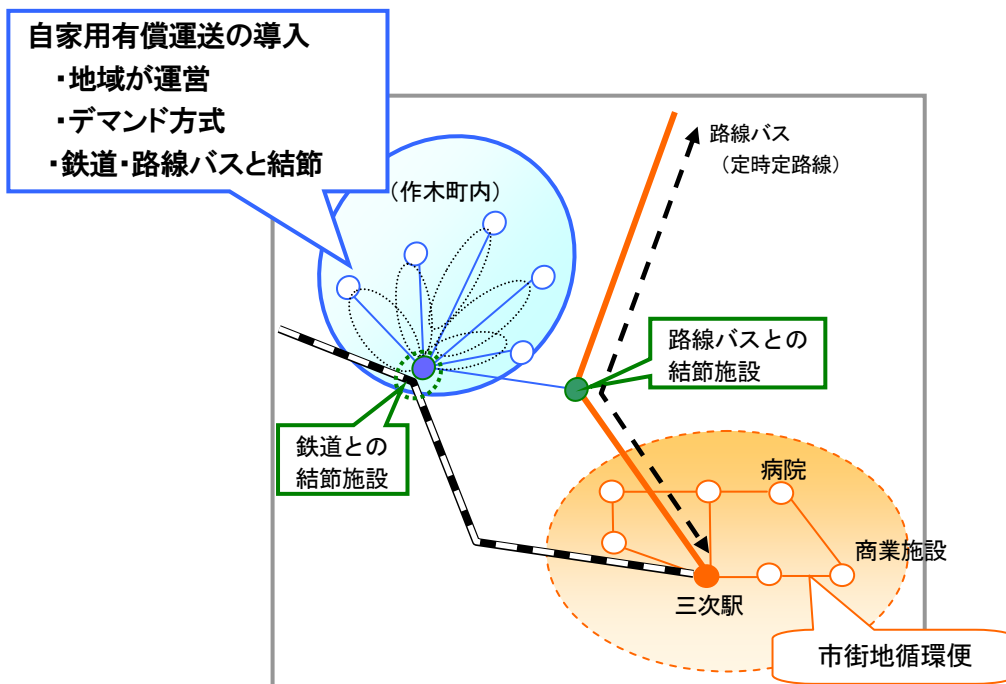 自家用有償運送の導入
・地域が運営
・デマンド方式
・鉄道・路線バスと結節
（作木町内）
路線バス
（定時定路線）
路線バスとの
結節施設
鉄道との
結節施設
病院
商業施設
三次駅
市街地循環便